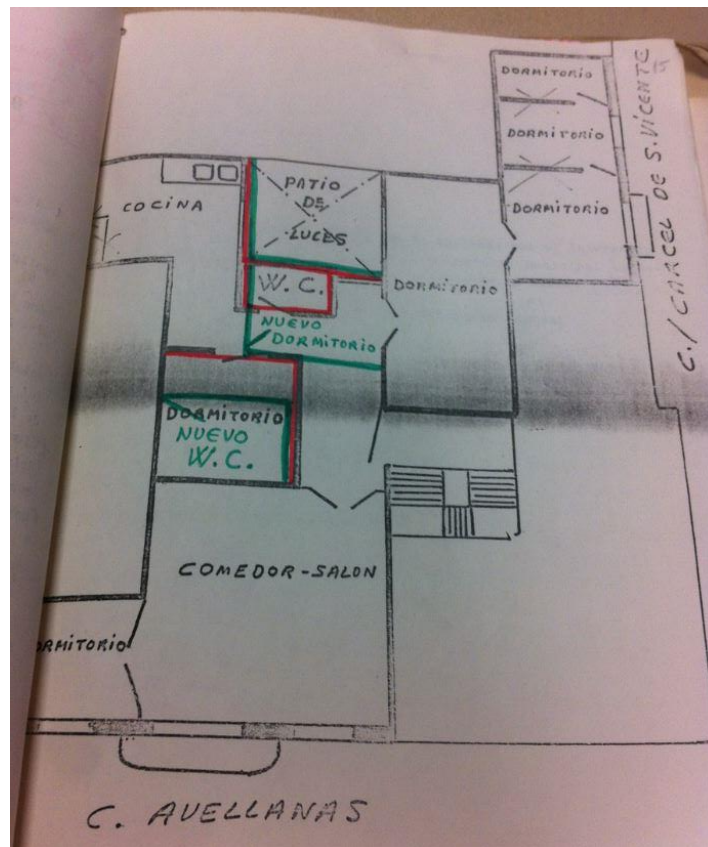 DORMITORIO
DORMITORIO
DORMITORIO
C./ CARCEL DE S. VICENTE
15
COCINA
PATIO
DE
LUCES
W. C.
DORMITORIO
NUEVO
DORMITORIO
DORMITORIO
NUEVO
W.C.
COMEDOR-SALON
DORMITORIO
C. AVELLANAS